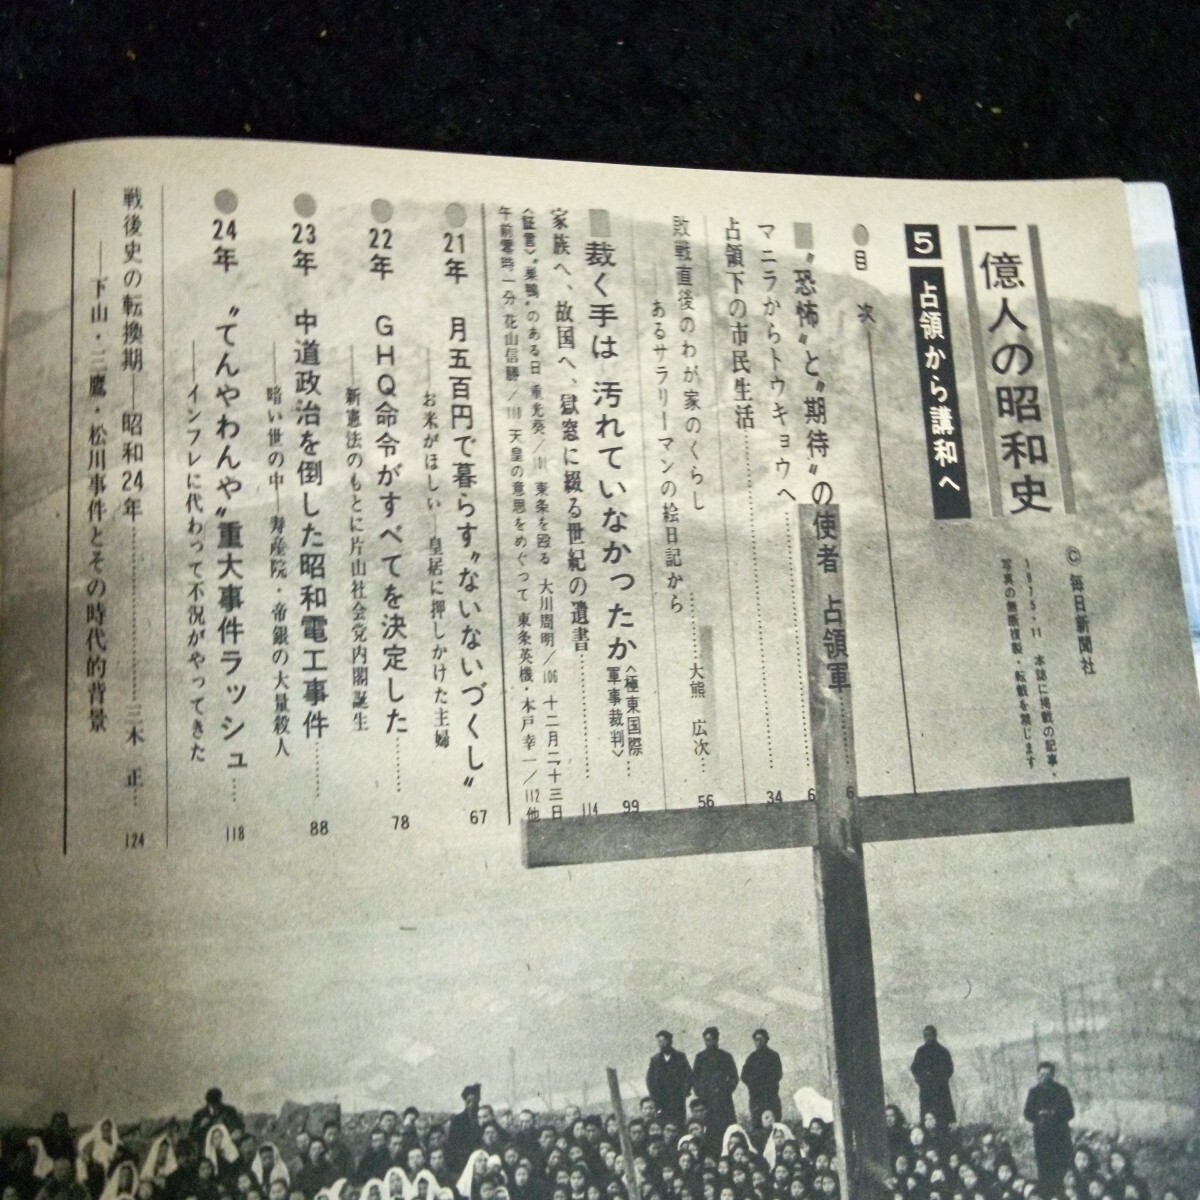 一億人の昭和史
5 占領から講和へ
© 毎日新聞社
1975・11 本誌に掲載の記事・
写真の無断複製・転載を禁じます
●目次
■“恐怖”と“期待”の使者 占領軍……6
マニラからトウキョウへ……6
占領下の市民生活……34
敗戦直後のわが家のくらし
あるサラリーマンの絵日記から……大熊 広次…56
■裁く手は 汚れていなかったか〈極東国際軍事裁判〉…99
家族へ、故国へ、獄窓に綴る世紀の遺書……114
〈証言〉“巣鴨”のある日 重光葵/101 東条を殴る 大川周明/106 十二月二十三日
午前零時一分 花山信勝/110 天皇の意思をめぐって 東条英機・木戸幸一/112 他
●21年 月五百円で暮らす“ないないづくし”…67
――お米がほしい―皇居に押しかけた主婦
●22年 GHQ命令がすべてを決定した……78
――新憲法のもとに片山社会党内閣誕生
●23年 中道政治を倒した昭和電工事件……88
――暗い世の中―寿産院・帝銀の大量殺人
●24年 “てんやわんや”重大事件ラッシュ…118
――インフレに代わって不況がやってきた
戦後史の転換期――昭和24年……三木 正…124
――下山・三鷹・松川事件とその時代的背景